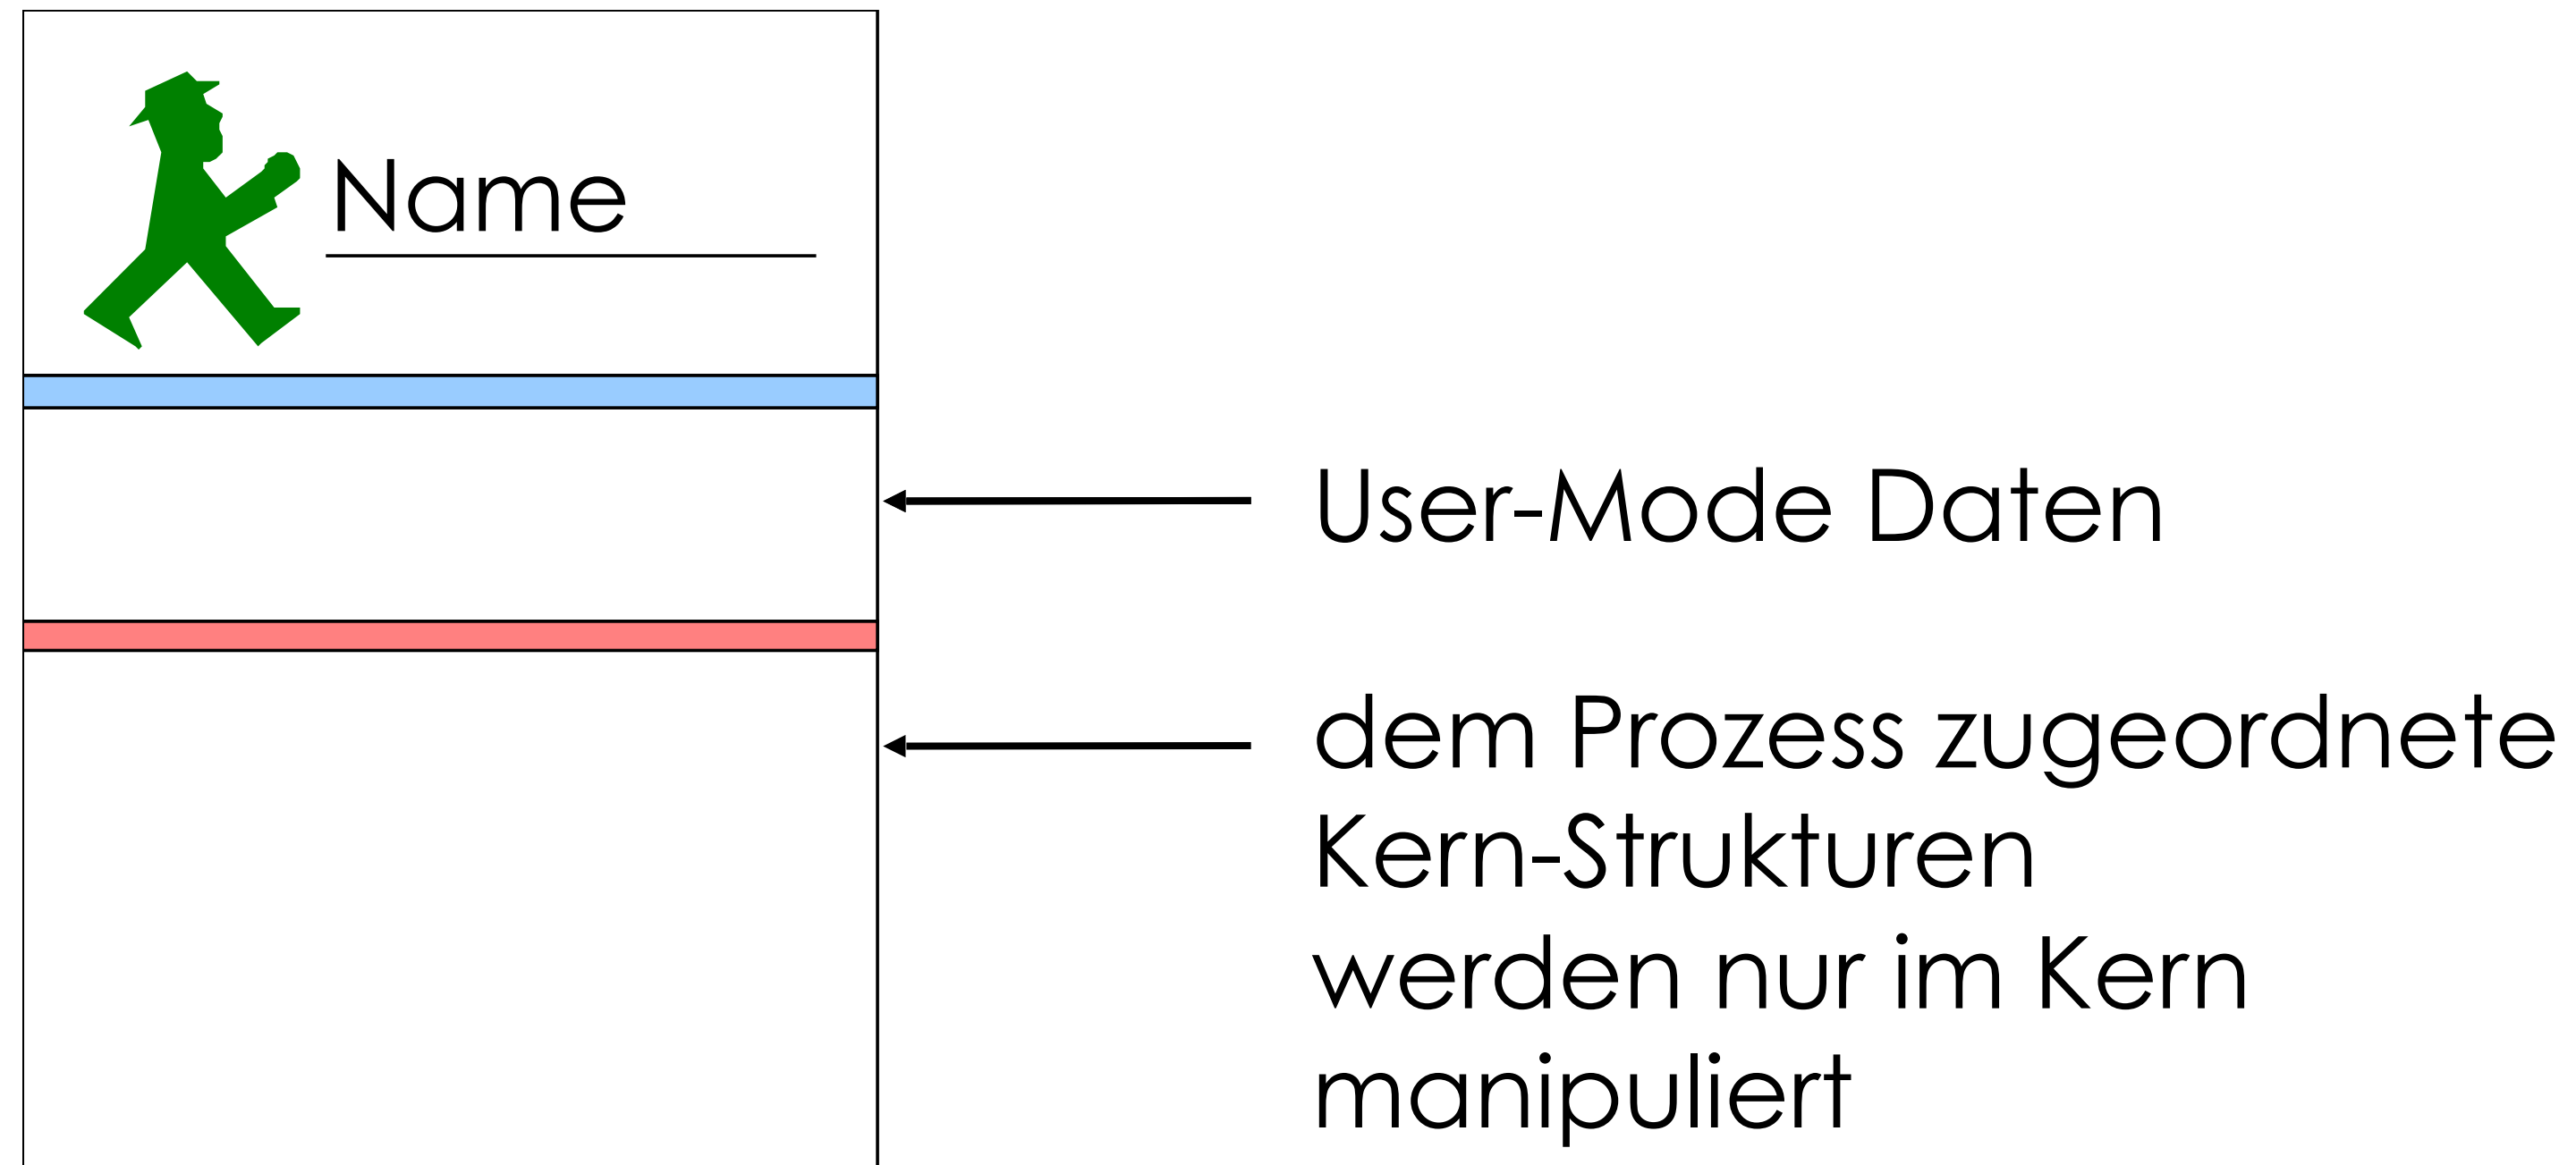 Name
User-Mode Daten
dem Prozess zugeordnete
Kern-Strukturen
werden nur im Kern
manipuliert